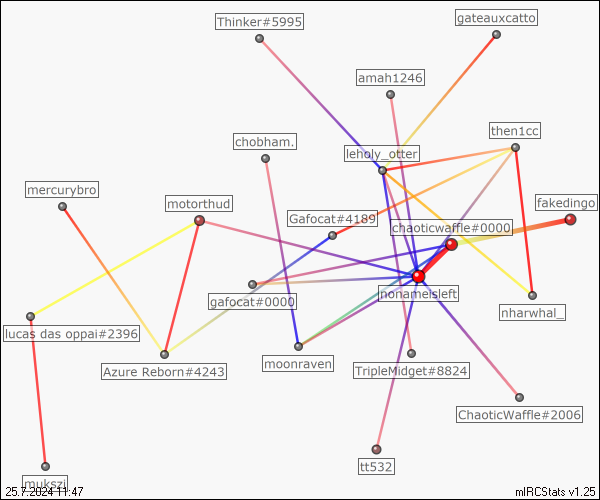 Thinker#5995
gateauxcatto
amah1246
then1cc
chobham.
leholy_otter
mercurybro
motorthud
fakedingo
Gafocat#4189
chaoticwaffle#0000
gafocat#0000
nonameisleft
nharwhal_
lucas das oppai#2396
moonraven
Azure Reborn#4243
TripleMidget#8824
ChaoticWaffle#2006
tt532
mukszi
25.7.2024 11:47
mIRCStats v1.25